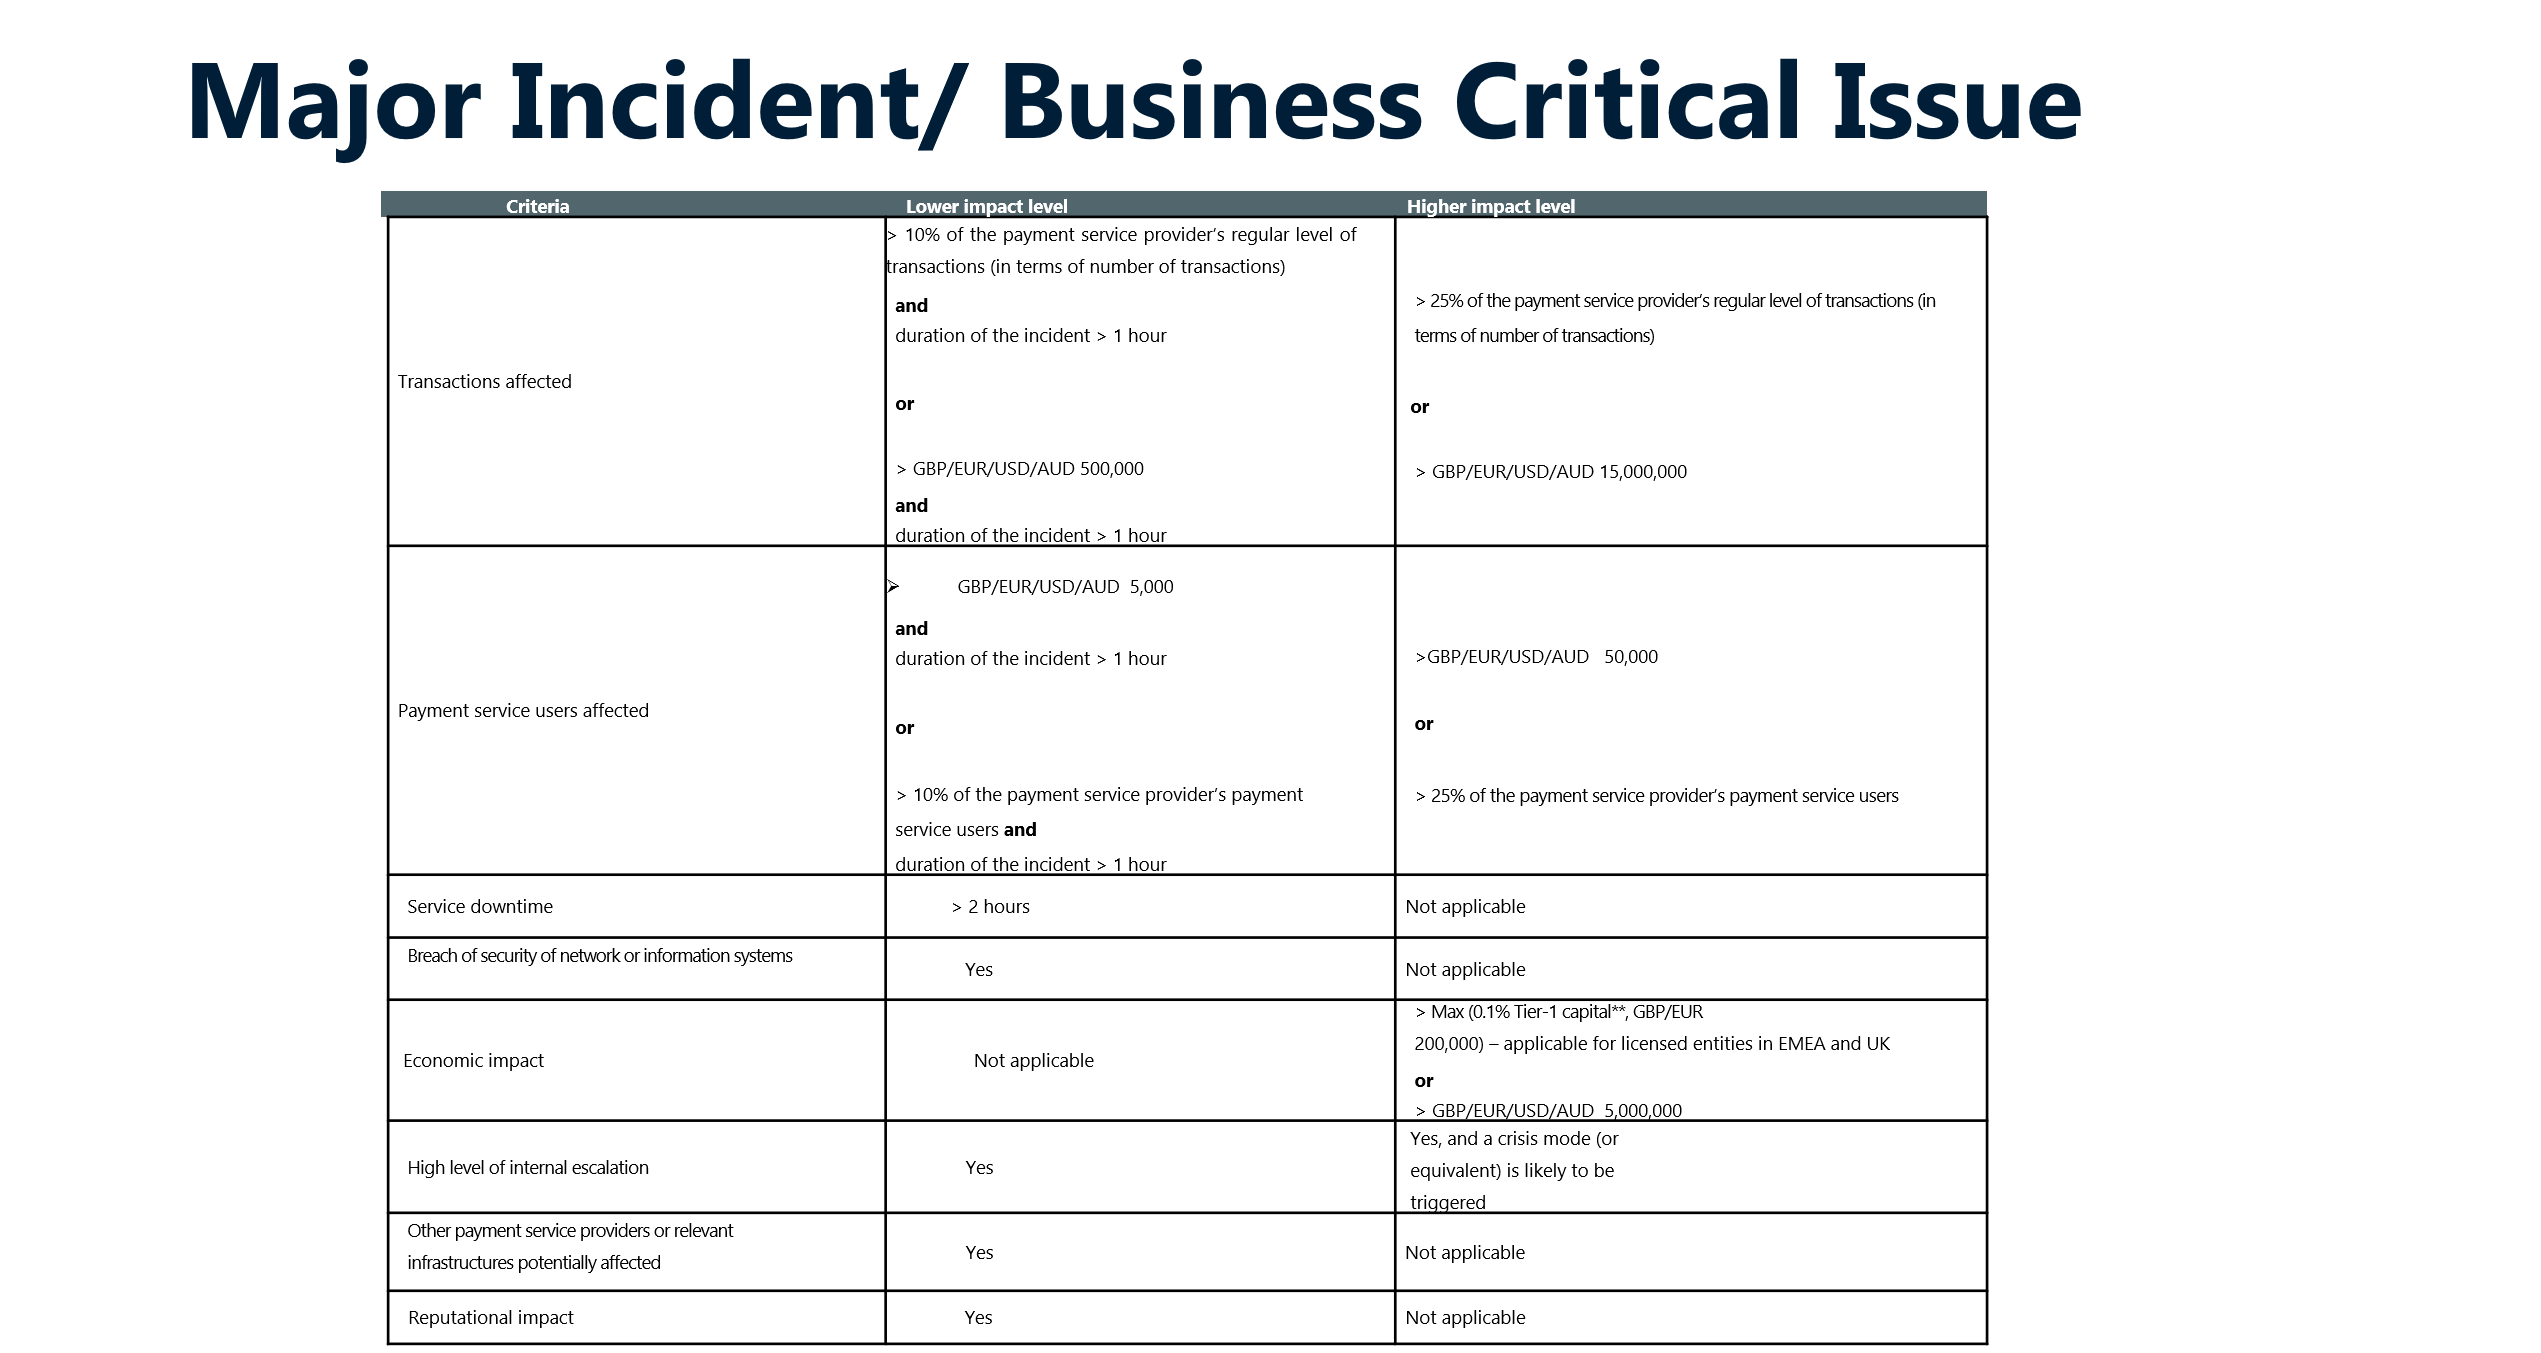 Major Incident/ Business Critical Issue
Criteria
Lower impact level
Higher impact level
Transactions affected
> 10% of the payment service provider’s regular level of
transactions (in terms of number of transactions)
and
duration of the incident > 1 hour
or
> GBP/EUR/USD/AUD 500,000
and
duration of the incident > 1 hour
> 25% of the payment service provider’s regular level of transactions (in
terms of number of transactions)
or
> GBP/EUR/USD/AUD 15,000,000
Payment service users affected
➢ GBP/EUR/USD/AUD 5,000
and
duration of the incident > 1 hour
or
> 10% of the payment service provider’s payment
service users and
duration of the incident > 1 hour
>GBP/EUR/USD/AUD 50,000
or
> 25% of the payment service provider’s payment service users
Service downtime
> 2 hours
Not applicable
Breach of security of network or information systems
Yes
Not applicable
Economic impact
Not applicable
> Max (0.1% Tier-1 capital**, GBP/EUR
200,000) – applicable for licensed entities in EMEA and UK
or
> GBP/EUR/USD/AUD 5,000,000
High level of internal escalation
Yes
Yes, and a crisis mode (or
equivalent) is likely to be
triggered
Other payment service providers or relevant
infrastructures potentially affected
Yes
Not applicable
Reputational impact
Yes
Not applicable